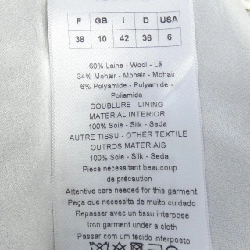 F GB I D USA
38 10 42 36 6
60% Laine - Wool - Lã
34% Mohair - Mohair - Mohair
6% Polyamide - Polyamide -
Poliamida
DOUBLURE - LINING
MATERIAL INTERIOR
100% Soie - Silk - Seda
AUTRE TISSU - OTHER TEXTILE
OUTROS MATERIAIS
100% Soie - Silk - Seda
Pièce nécessitant beaucoup
de précaution
Attentive care needed for this garment
Peça que necessita de muito cuidado
Repasser avec un tissu interposé
Iron garment under a cloth
Passar com um tecido interposto